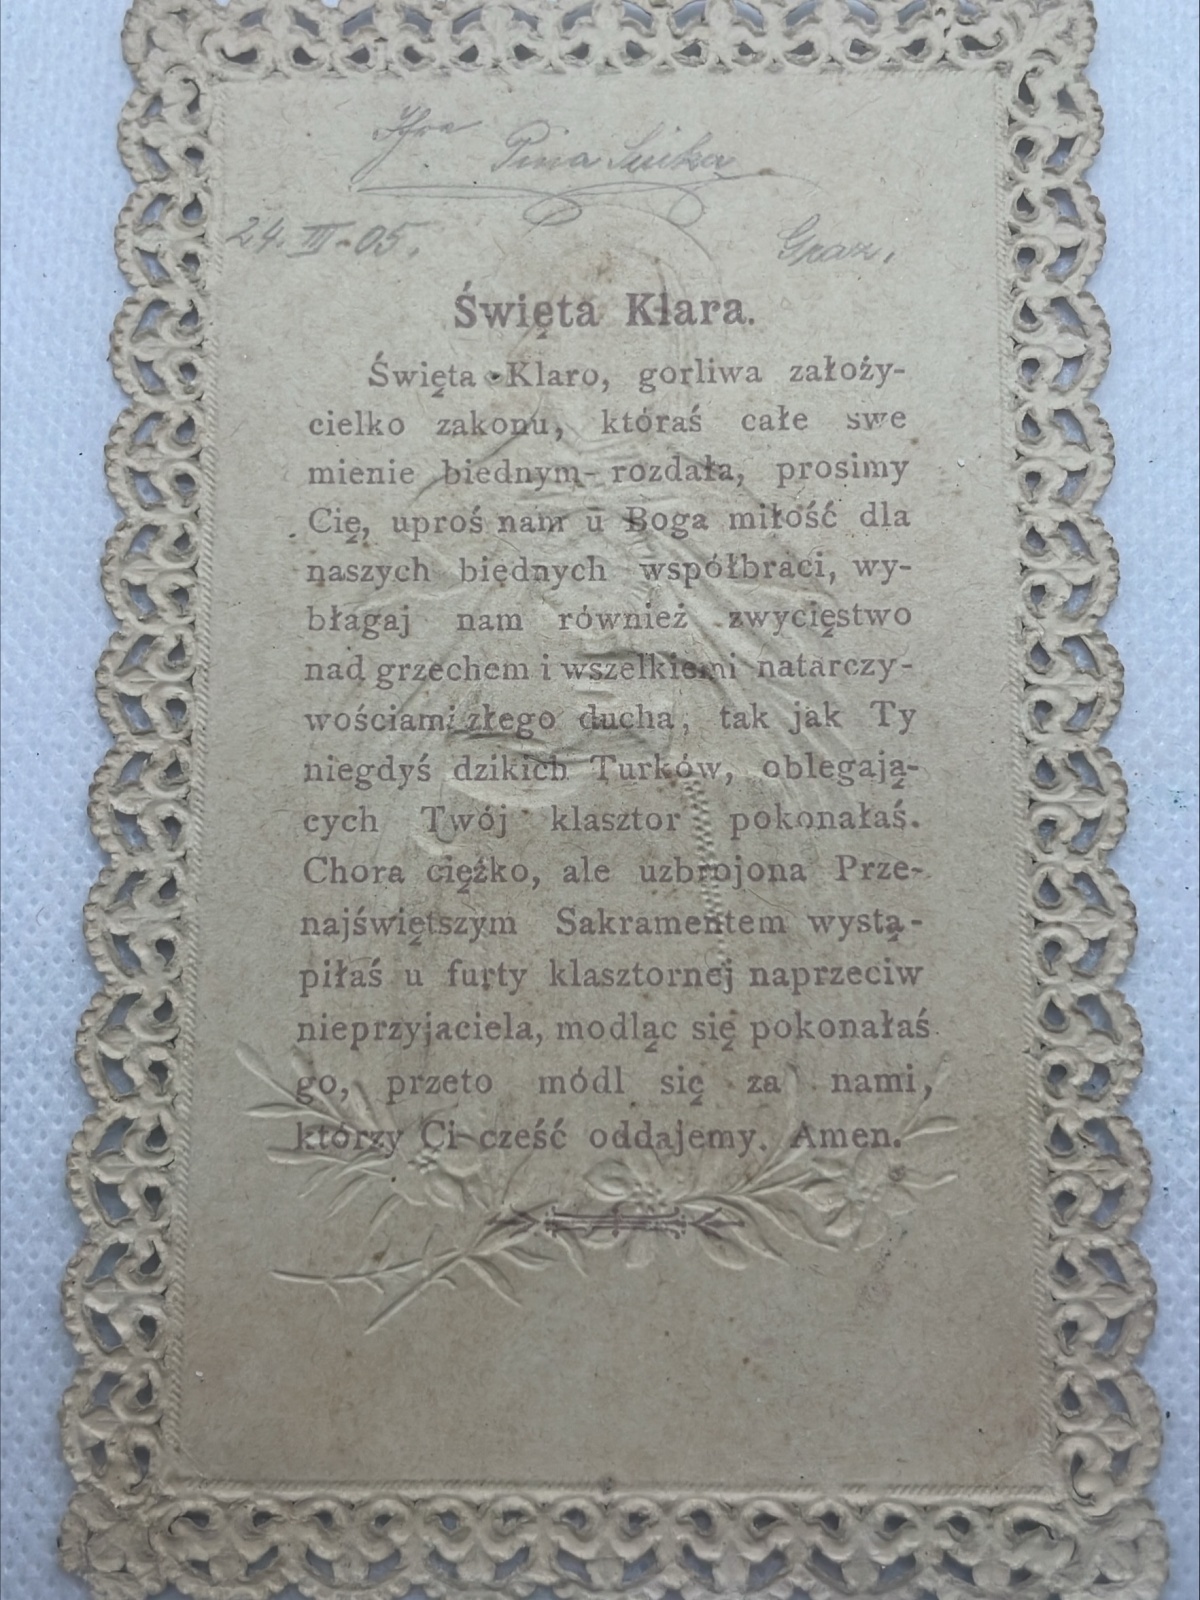 24. III. 05.
Graz.
Święta Klara.
Święta Klaro, gorliwa założy-
cielko zakonu, któraś całe swe
mienie biednym rozdała, prosimy
Cię, uproś nam u Boga miłość dla
naszych biednych współbraci, wy-
błagaj nam również zwycięstwo
nad grzechem i wszelkiemi natarczy-
wościami złego ducha, tak jak Ty
niegdyś dzikich Turków, oblegają-
cych Twój klasztor pokonałaś.
Chora ciężko, ale uzbrojona Prze-
najświętszym Sakramentem wystą-
piłaś u furty klasztornej naprzeciw
nieprzyjaciela, modląc się pokonałaś
go, przeto módl się za nami,
którzy Ci cześć oddajemy. Amen.